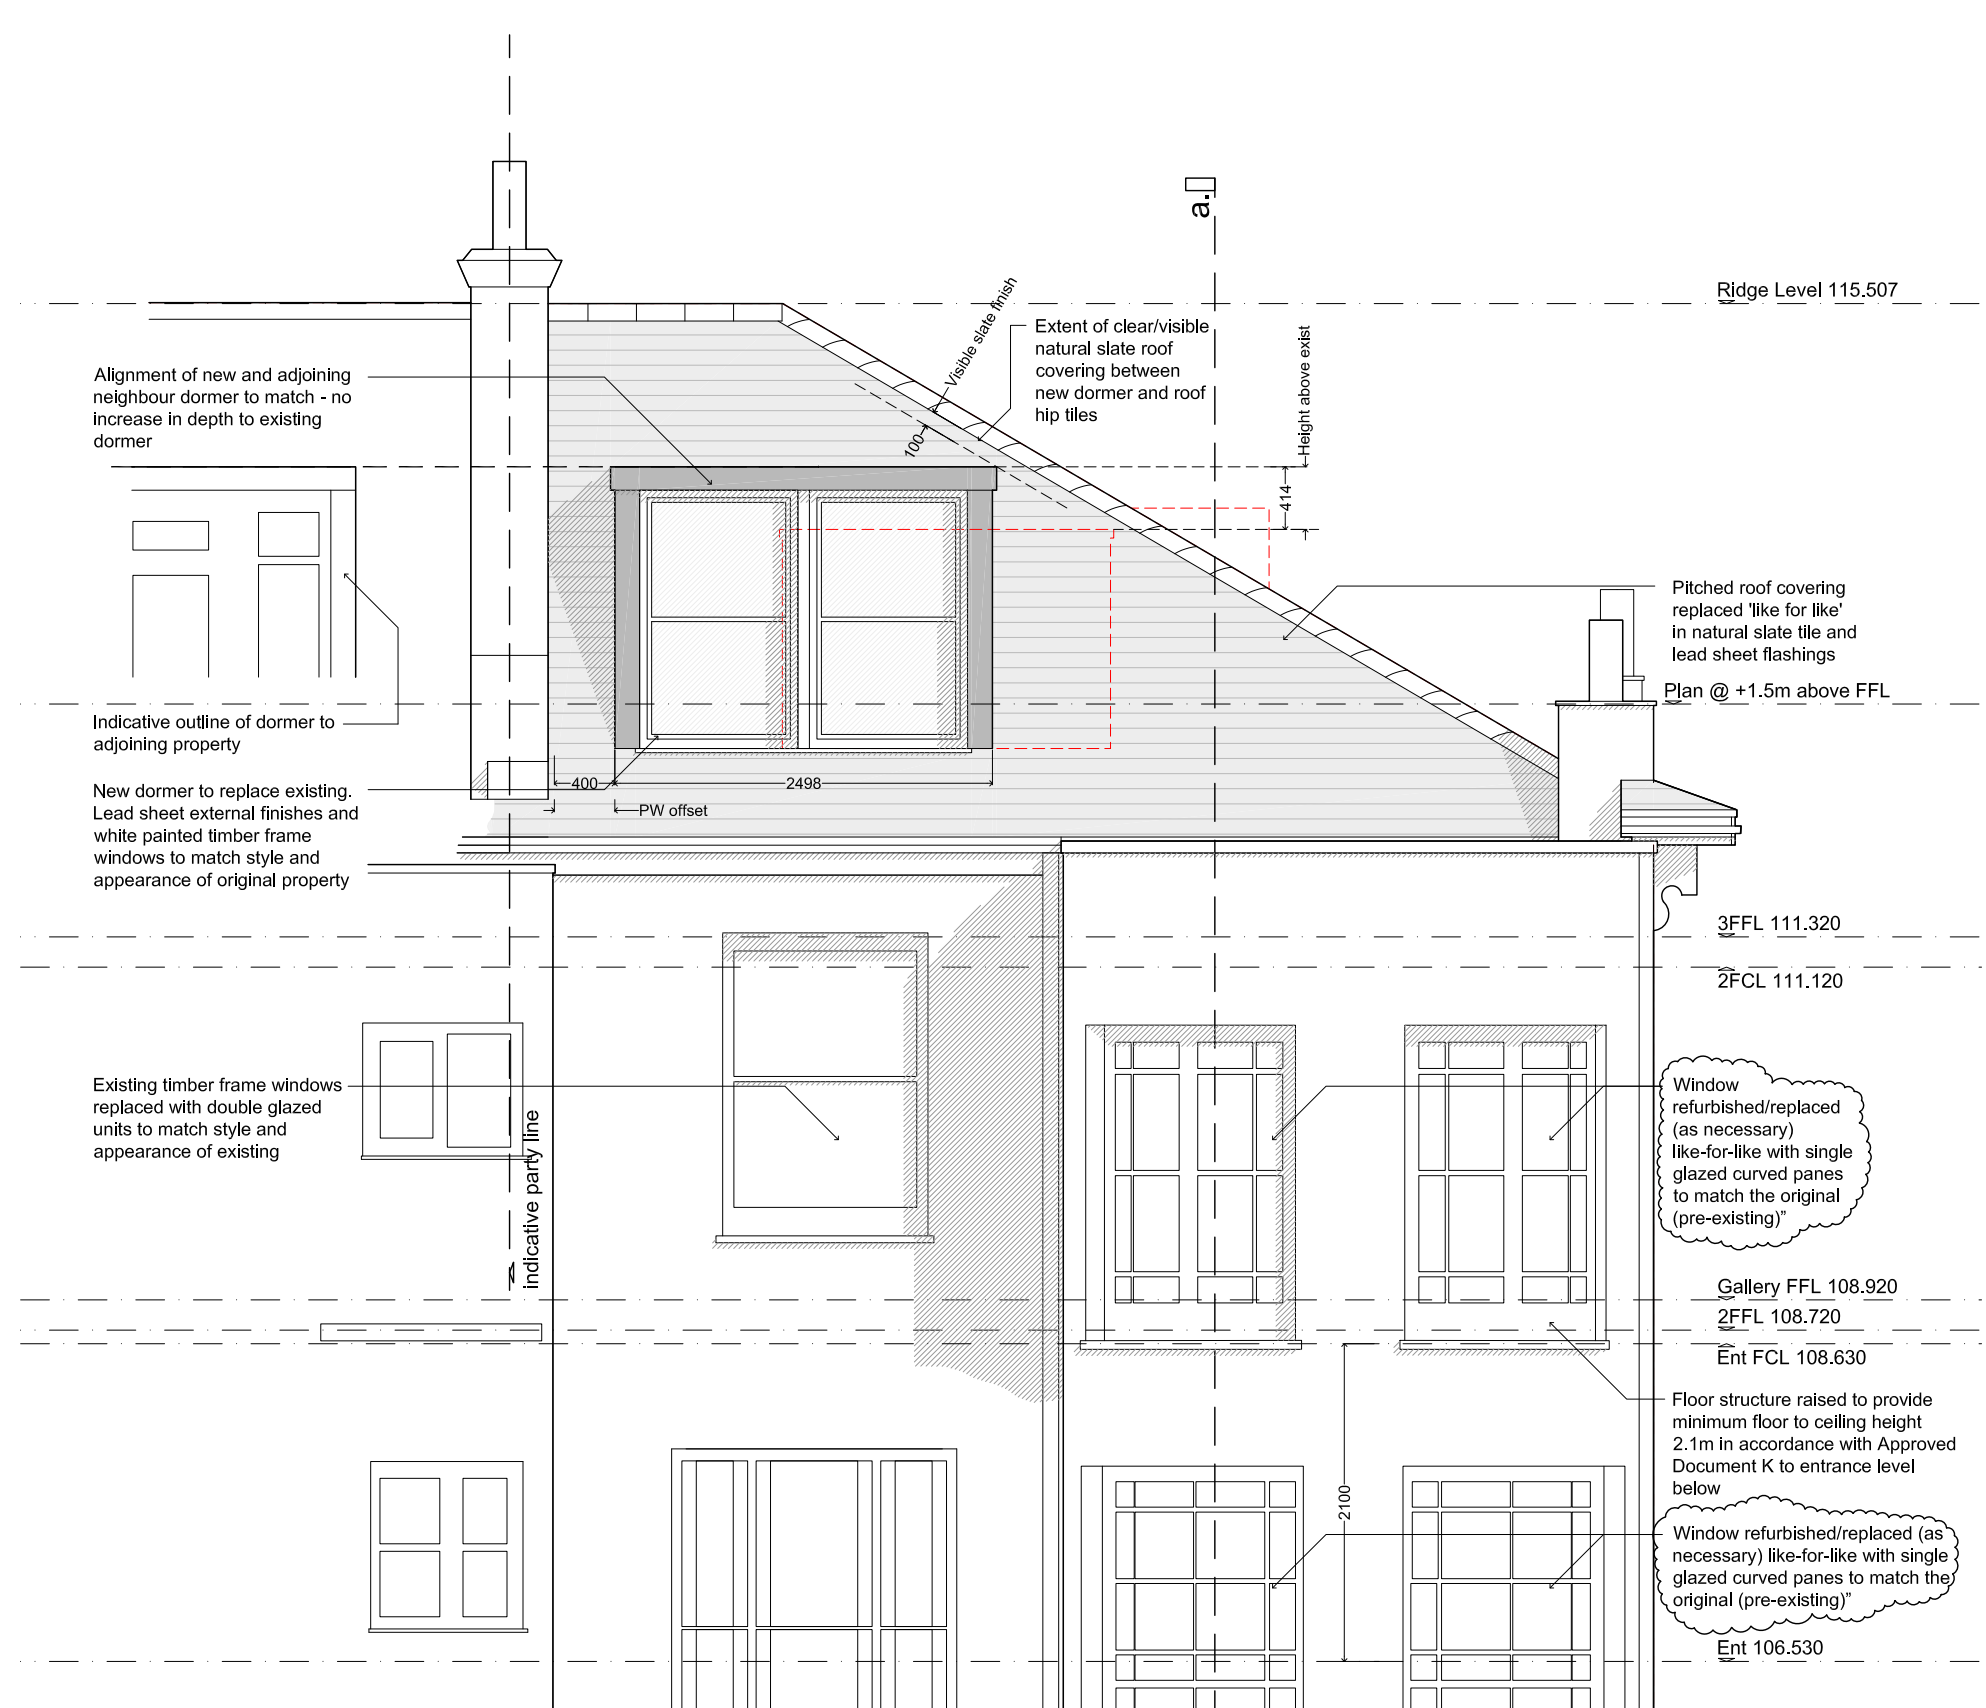 a.
Ridge Level 115.507
Visible slate finish
100
Extent of clear/visible
natural slate roof
covering between
new dormer and roof
hip tiles
Height above exist
414
Alignment of new and adjoining
neighbour dormer to match - no
increase in depth to existing
dormer
Pitched roof covering
replaced 'like for like'
in natural slate tile and
lead sheet flashings
Plan @ +1.5m above FFL
Indicative outline of dormer to
adjoining property
New dormer to replace existing.
Lead sheet external finishes and
white painted timber frame
windows to match style and
appearance of original property
400
2498
PW offset
3FFL 111.320
2FCL 111.120
Existing timber frame windows
replaced with double glazed
units to match style and
appearance of existing
indicative party line
Window
refurbished/replaced
(as necessary)
like-for-like with single
glazed curved panes
to match the original
(pre-existing)”
Gallery FFL 108.920
2FFL 108.720
Ent FCL 108.630
Floor structure raised to provide
minimum floor to ceiling height
2.1m in accordance with Approved
Document K to entrance level
below
2100
Window refurbished/replaced (as
necessary) like-for-like with single
glazed curved panes to match the
original (pre-existing)”
Ent 106.530